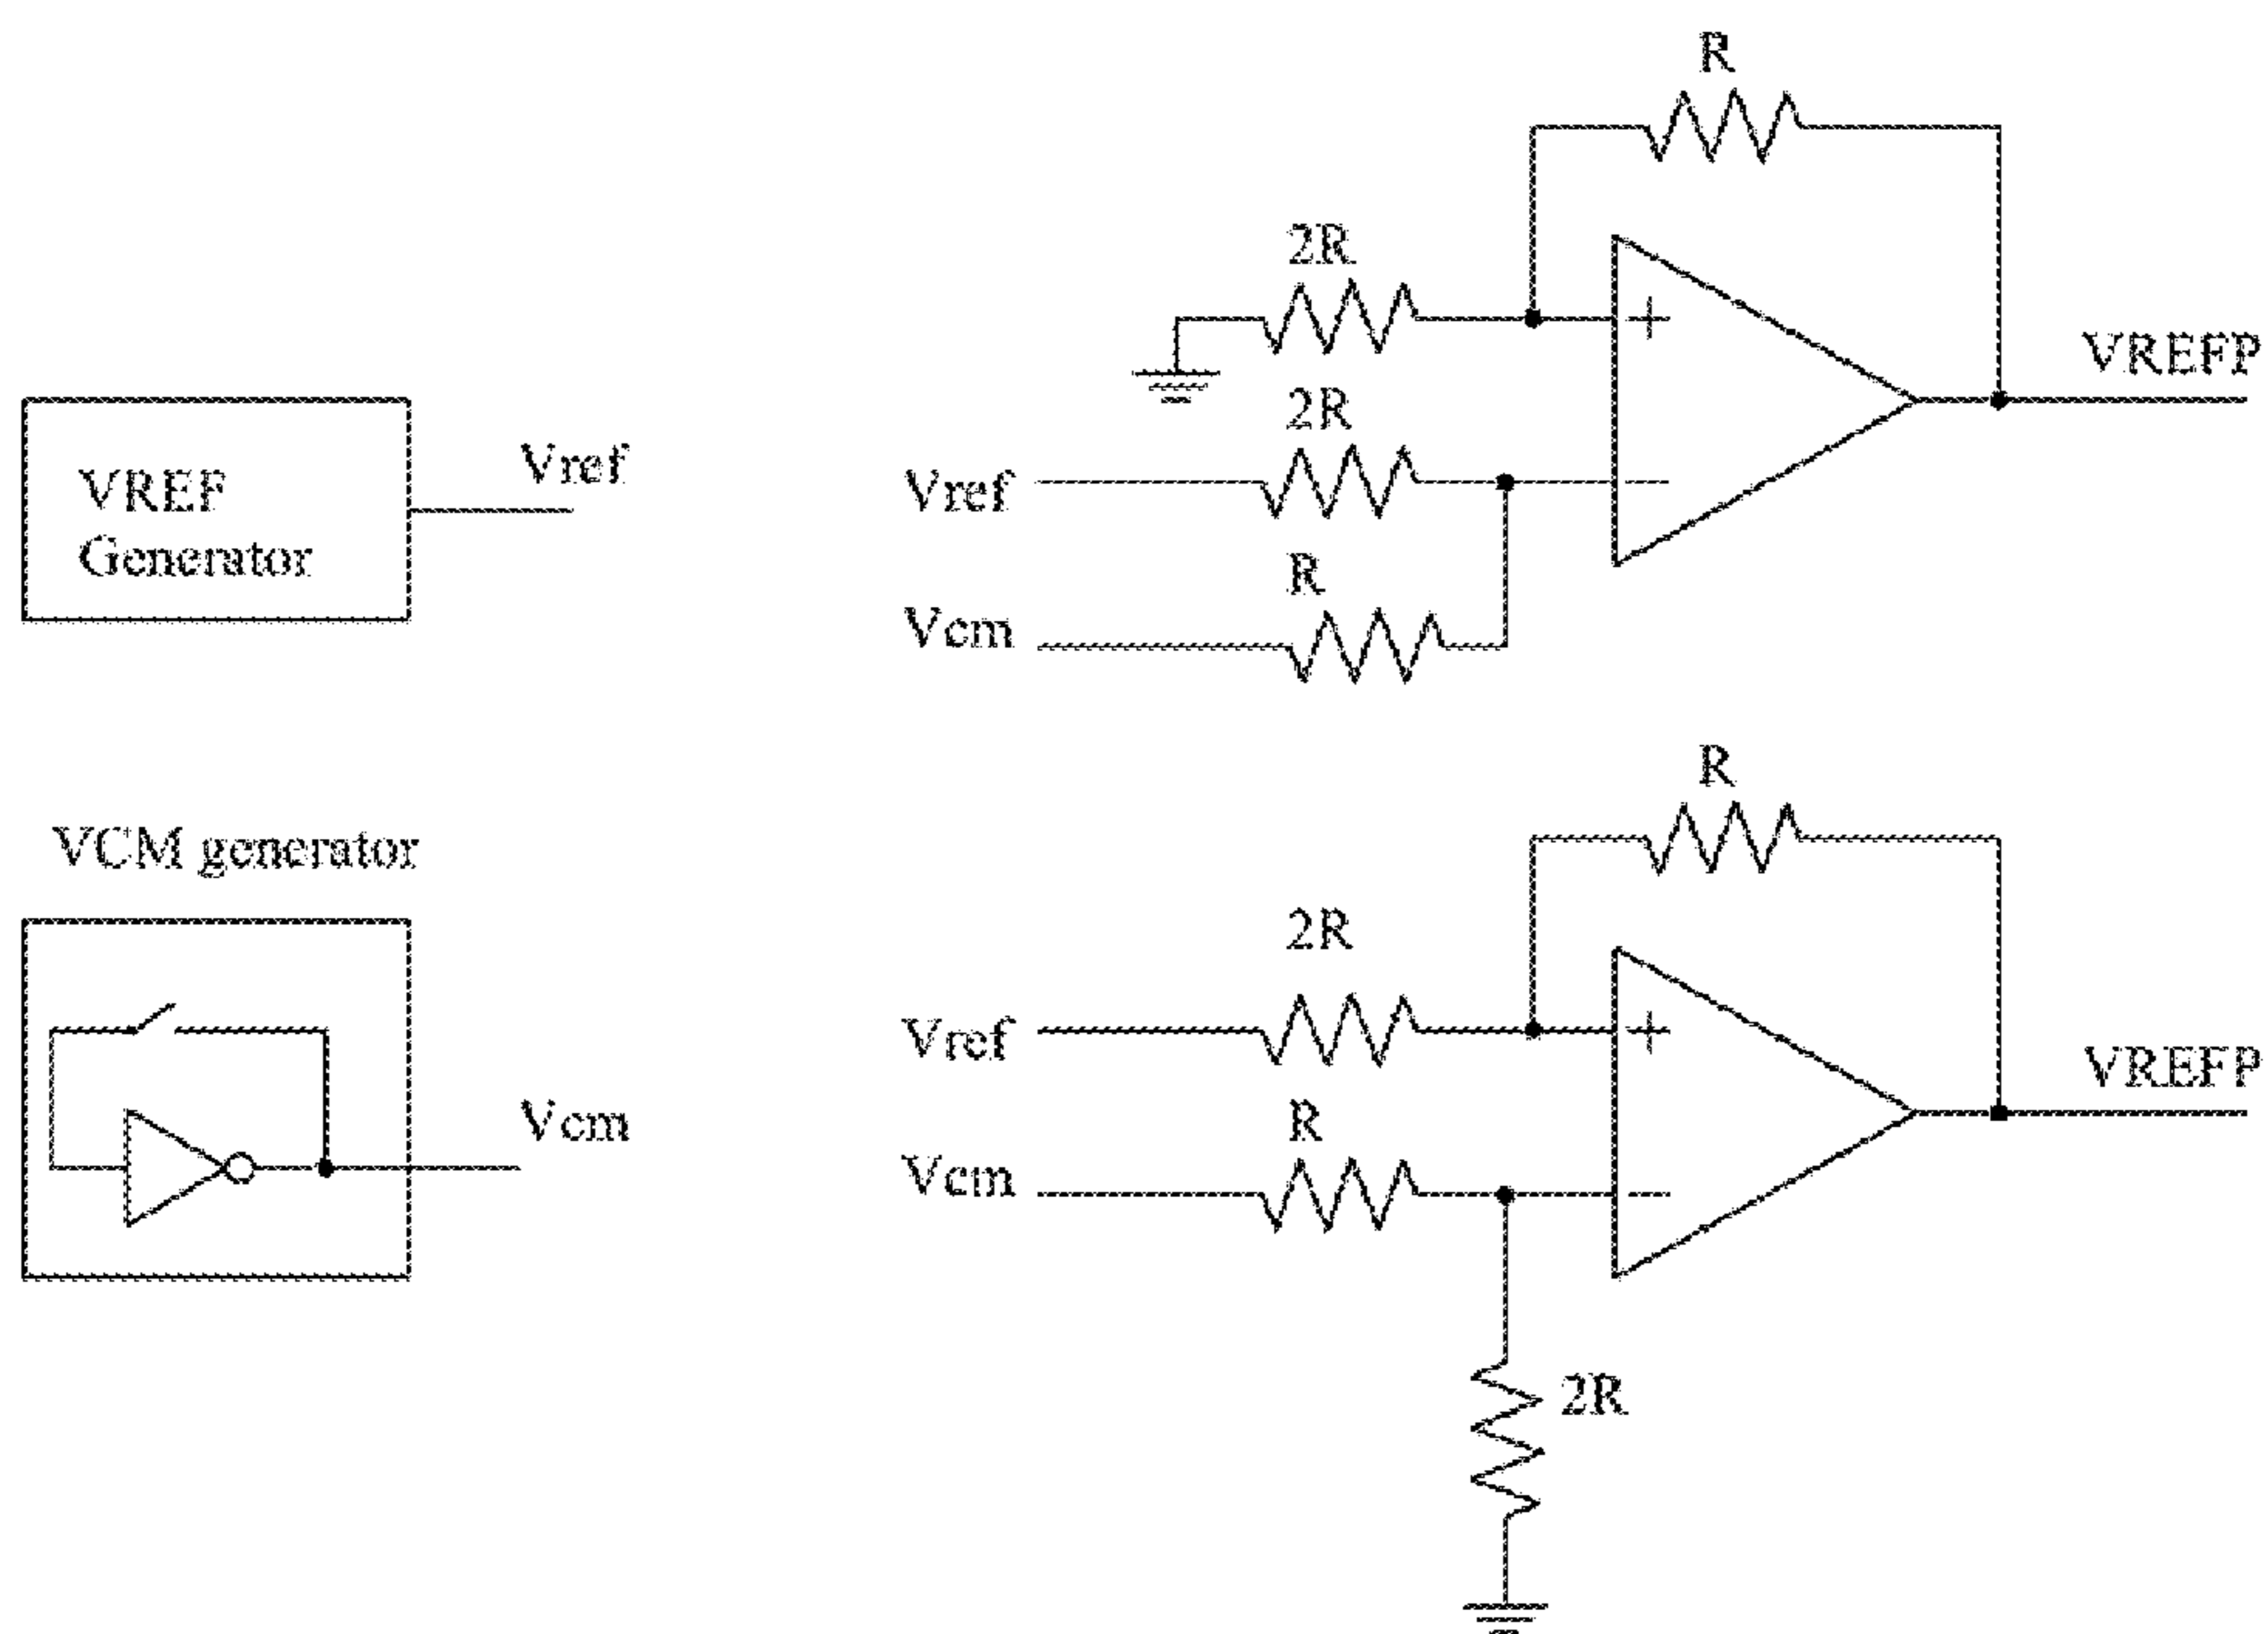 VREF
Generator
Vref
VCM generator
Vcm
R
2R
+
2R
Vref
−
R
Vcm
VREFP
R
2R
Vref
+
R
Vcm
−
VREFP
2R